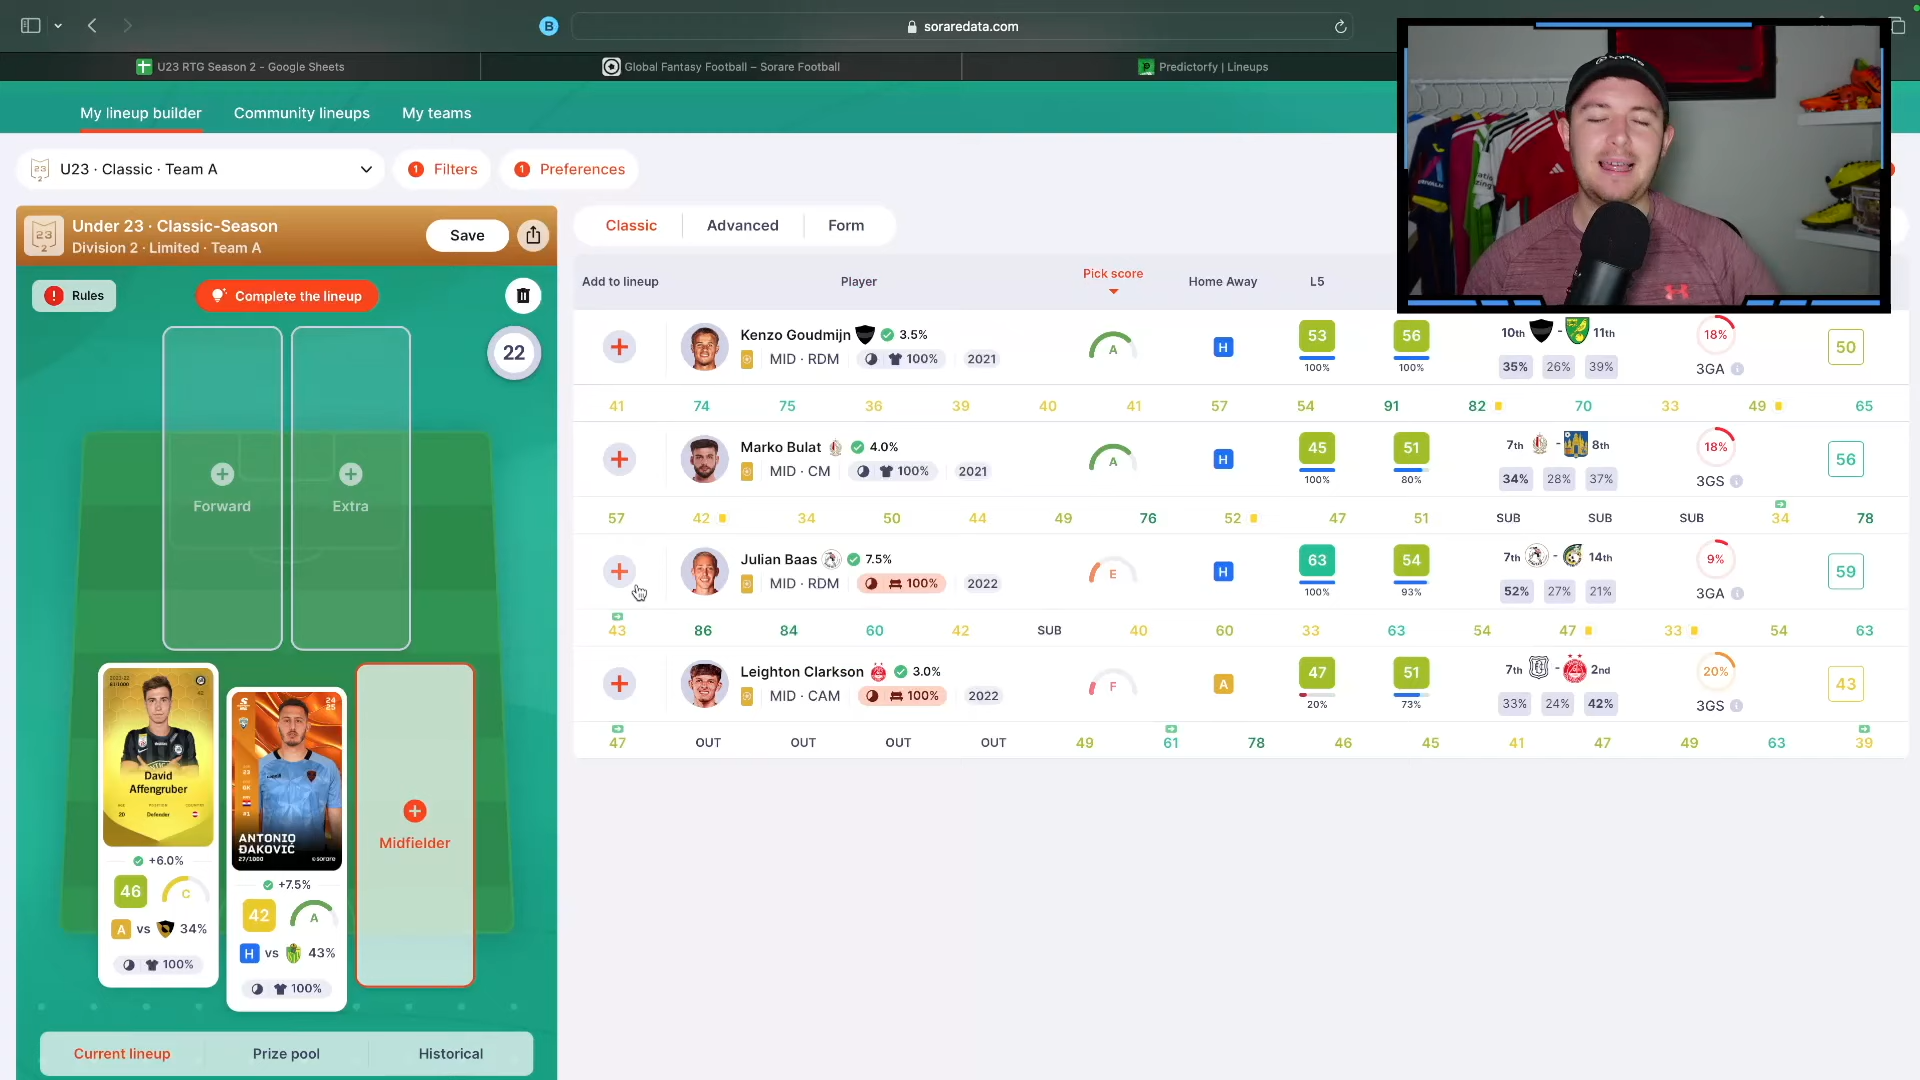 soraredata.com
U23 RTG Season 2 - Google Sheets
Global Fantasy Football – Sorare Football
Predictorfy | Lineups
My lineup builder
Community lineups
My teams
U23 · Classic · Team A
1 Filters
1 Preferences
Under 23 · Classic-Season
Division 2 · Limited · Team A
Save
Rules
Complete the lineup
22
Forward
Extra
Midfielder
David
Affengruber
+6.0%
46 C
A vs 34%
100%
ANTONIO
ĐAKOVIĆ
27/1000 sorare
+7.5%
42 A
H vs 43%
100%
Current lineup
Prize pool
Historical
Classic
Advanced
Form
Add to lineup
Player
Pick score
Home Away
L5
Kenzo Goudmijn 3.5%
MID · RDM 100% 2021
A
H
53
100%
56
100%
10th - 11th
35% 26% 39%
18%
3GA
50
41 74 75 36 39 40 41 57 54 91 82 70 33 49 65
Marko Bulat 4.0%
MID · CM 100% 2021
A
H
45
100%
51
80%
7th - 8th
34% 28% 37%
18%
3GS
56
57 42 34 50 44 49 76 52 47 51 SUB SUB SUB 34 78
Julian Baas 7.5%
MID · RDM 100% 2022
E
H
63
100%
54
93%
7th - 14th
52% 27% 21%
9%
3GA
59
43 86 84 60 42 SUB 40 60 33 63 54 47 33 54 63
Leighton Clarkson 3.0%
MID · CAM 100% 2022
F
A
47
20%
51
73%
7th - 2nd
33% 24% 42%
20%
3GS
43
47 OUT OUT OUT OUT 49 61 78 46 45 41 47 49 63 39